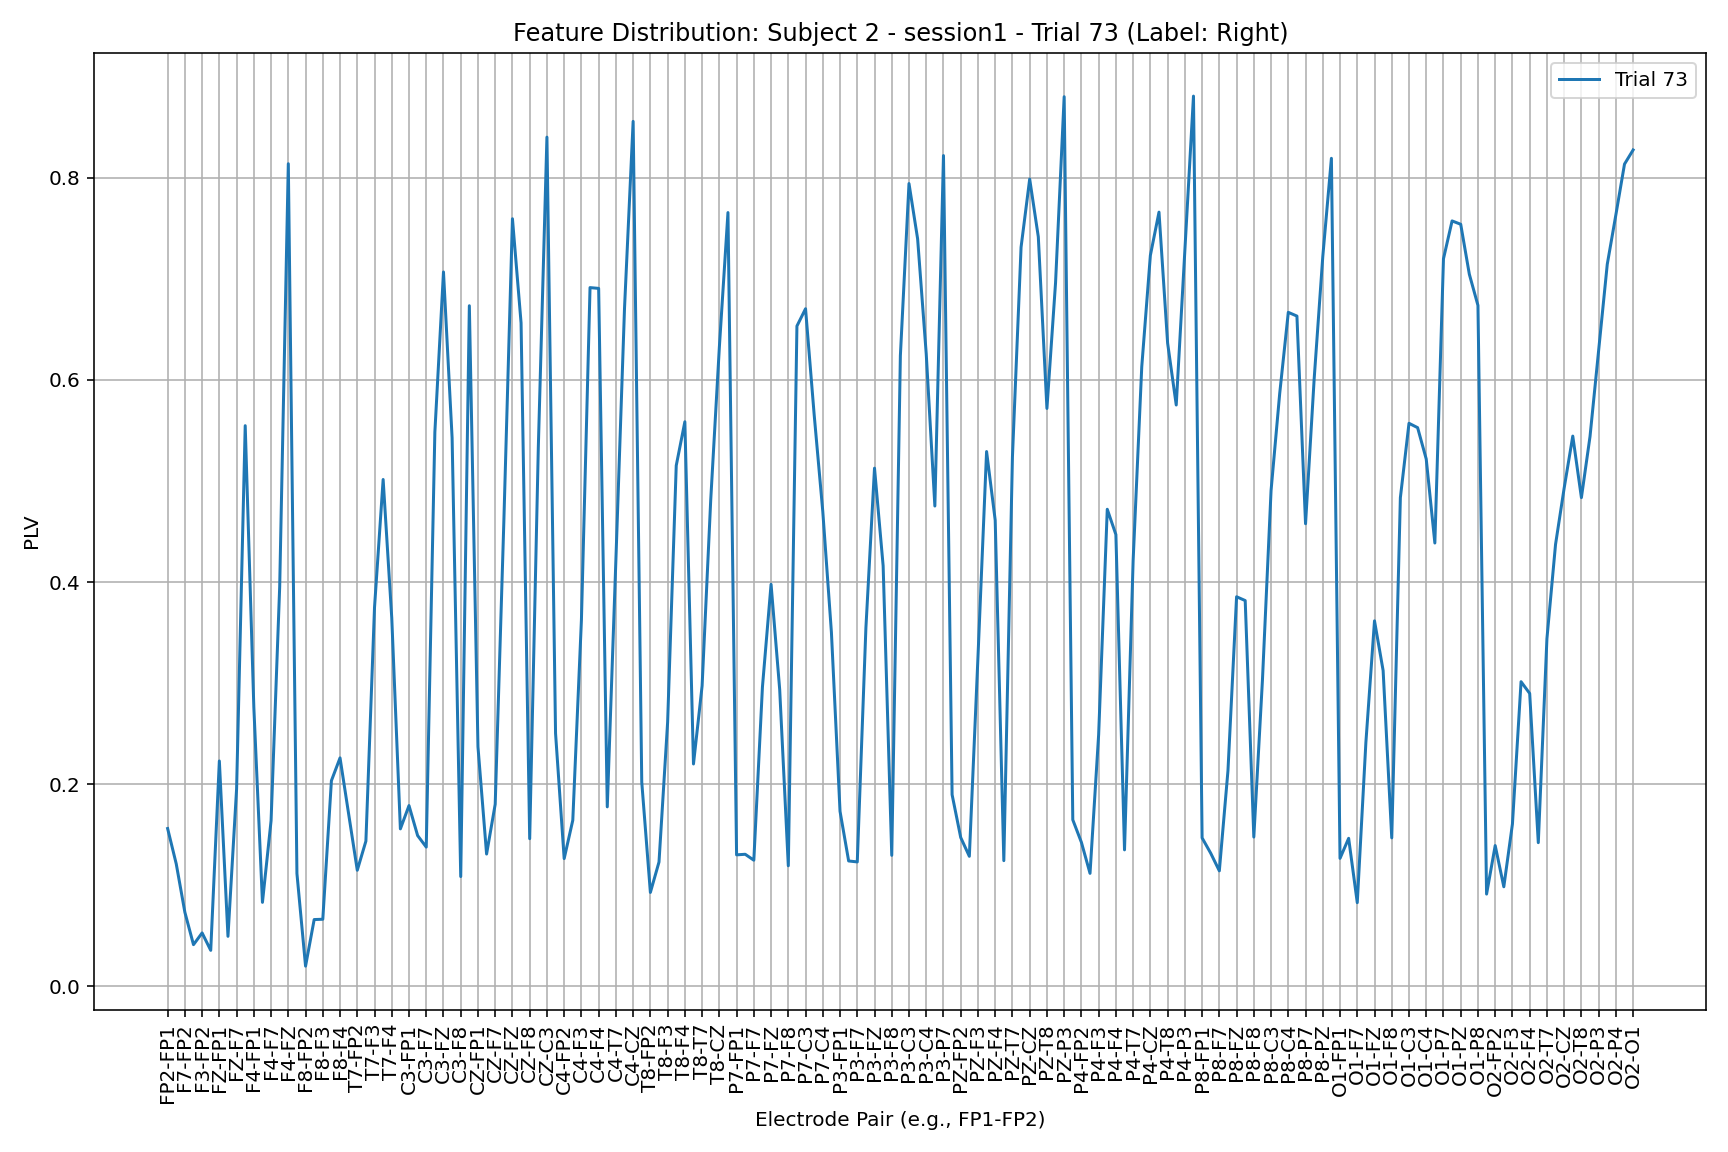 Feature Distribution: Subject 2 - session1 - Trial 73 (Label: Right)
Trial 73
PLV
0.8
0.6
0.4
0.2
0.0
FP2-FP1
F7-FP2
F3-FP2
FZ-FP1
FZ-F7
F4-FP1
F4-F7
F4-FZ
F8-FP2
F8-F3
F8-F4
T7-FP2
T7-F3
T7-F4
C3-FP1
C3-F7
C3-FZ
C3-F8
CZ-FP1
CZ-F7
CZ-FZ
CZ-F8
CZ-C3
C4-FP2
C4-F3
C4-F4
C4-T7
C4-CZ
T8-FP2
T8-F3
T8-F4
T8-T7
T8-CZ
P7-FP1
P7-F7
P7-FZ
P7-F8
P7-C3
P7-C4
P3-FP1
P3-F7
P3-FZ
P3-F8
P3-C3
P3-C4
P3-P7
PZ-FP2
PZ-F3
PZ-F4
PZ-T7
PZ-CZ
PZ-T8
PZ-P3
P4-FP2
P4-F3
P4-F4
P4-T7
P4-CZ
P4-T8
P4-P3
P8-FP1
P8-F7
P8-FZ
P8-F8
P8-C3
P8-C4
P8-P7
P8-PZ
O1-FP1
O1-F7
O1-FZ
O1-F8
O1-C3
O1-C4
O1-P7
O1-PZ
O1-P8
O2-FP2
O2-F3
O2-F4
O2-T7
O2-CZ
O2-T8
O2-P3
O2-P4
O2-O1
Electrode Pair (e.g., FP1-FP2)